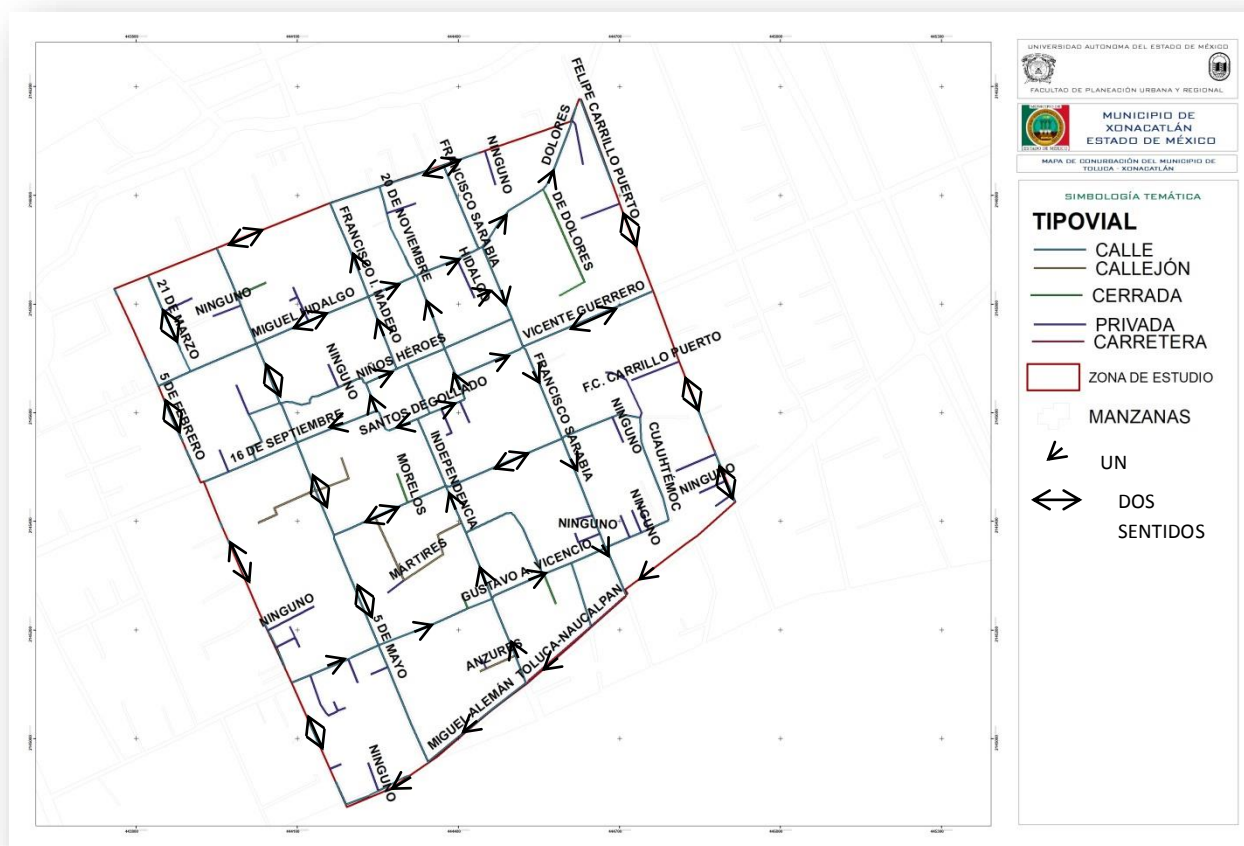 FELIPE CARRILLO PUERTO
DOLORES
NINGUNO
FRANCISCO SARABIA
20 DE NOVIEMBRE
FRANCISCO I. MADERO
DE DOLORES
HIDALGO
21 DE MARZO
NINGUNO
MIGUEL HIDALGO
VICENTE GUERRERO
NIÑOS HÉROES
NINGUNO
5 DE FEBRERO
F.C. CARRILLO PUERTO
SANTOS DEGOLLADO
16 DE SEPTIEMBRE
FRANCISCO SARABIA
NINGUNO
CUAUHTÉMOC
INDEPENDENCIA
MORELOS
NINGUNO
NINGUNO
NINGUNO
MÁRTIRES
GUSTAVO A. VICENCIO
NINGUNO
5 DE MAYO
ANZURES
MIGUEL ALEMÁN TOLUCA-NAUCALPAN
NINGUNO
UNIVERSIDAD AUTONOMA DEL ESTADO DE MÉXICO
FACULTAD DE PLANEACIÓN URBANA Y REGIONAL
MUNICIPIO DE
XONACATLÁN
ESTADO DE MÉXICO
MAPA DE CONURBACIÓN DEL MUNICIPIO DE
TOLUCA - XONACATLÁN
SIMBOLOGÍA TEMÁTICA
TIPOVIAL
CALLE
CALLEJÓN
CERRADA
PRIVADA
CARRETERA
ZONA DE ESTUDIO
MANZANAS
UN
DOS
SENTIDOS